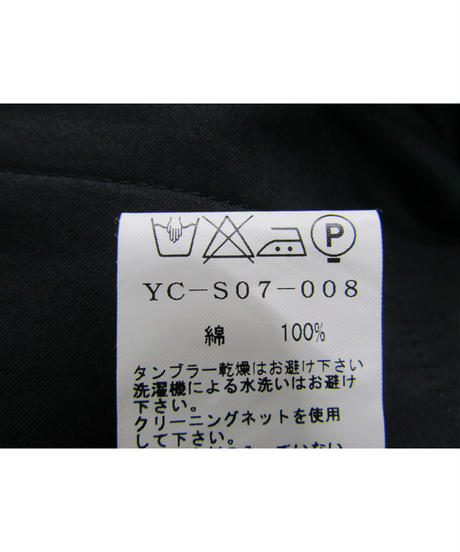 P
YC-S07-008
綿 100%
タンブラー乾燥はお避け下さい
洗濯機による水洗いはお避け
下さい。
クリーニングネットを使用
して下さい。